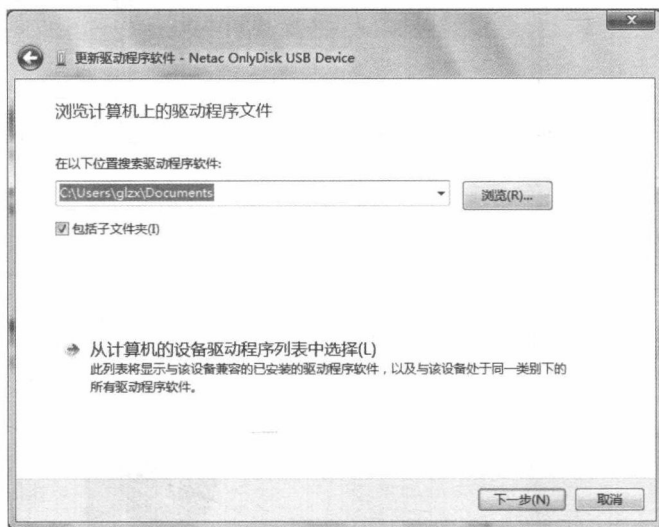 更新驱动程序软件 - Netac OnlyDisk USB Device
浏览计算机上的驱动程序文件
在以下位置搜索驱动程序软件:
C:\Users\glzx\Documents
浏览(R)...
包括子文件夹(I)
从计算机的设备驱动程序列表中选择(L)
此列表将显示与该设备兼容的已安装的驱动程序软件，以及与该设备处于同一类别下的
所有驱动程序软件。
下一步(N)
取消